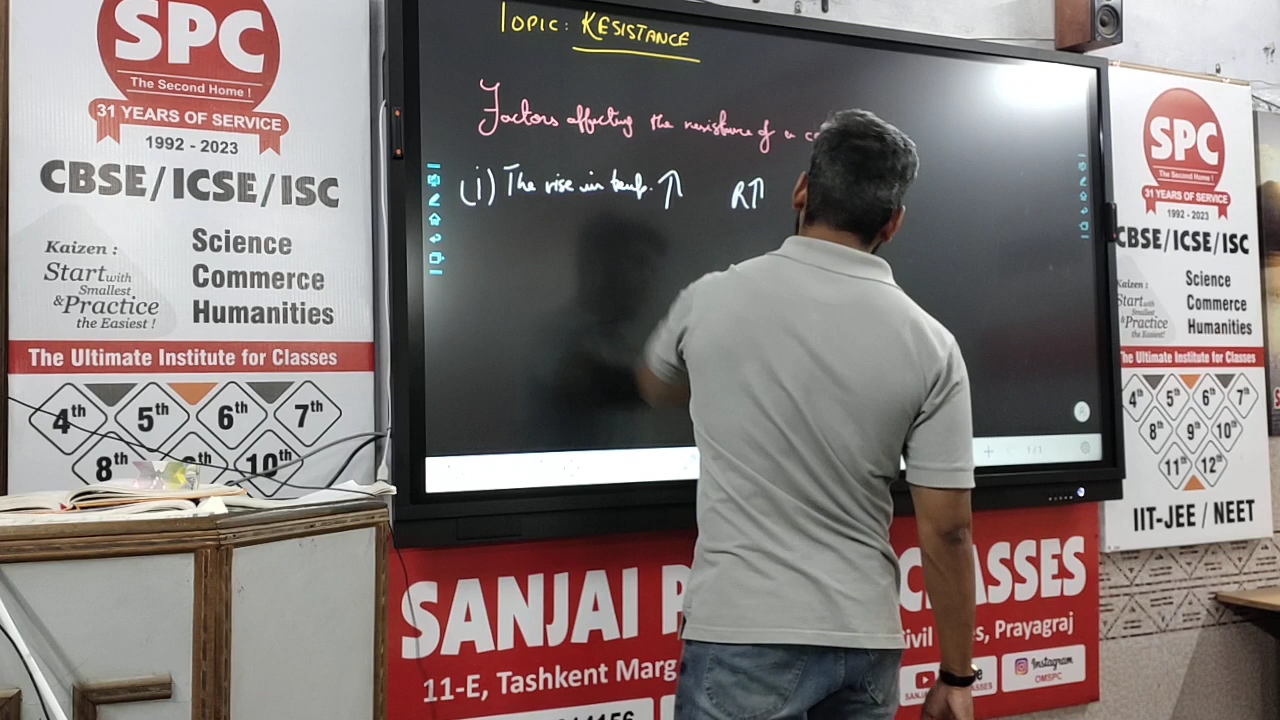 SPC
The Second Home !
31 YEARS OF SERVICE
1992 - 2023
CBSE/ICSE/ISC
Kaizen :
Start with
Smallest
& Practice
the Easiest !
Science
Commerce
Humanities
The Ultimate Institute for Classes
4th 5th 6th 7th
8th 10th
TOPIC: RESISTANCE
Factors affecting the resistance of a
(i) The rise in temp. ↑ R↑
1/1
SANJAI CLASSES
11-E, Tashkent Marg
Prayagraj
Instagram
OMSPC
SPC
The Second Home !
31 YEARS OF SERVICE
1992 - 2023
CBSE/ICSE/ISC
Kaizen :
Start with
Smallest
& Practice
the Easiest!
Science
Commerce
Humanities
The Ultimate Institute for Classes
4th 5th 6th 7th
8th 9th 10th
11th 12th
IIT-JEE / NEET